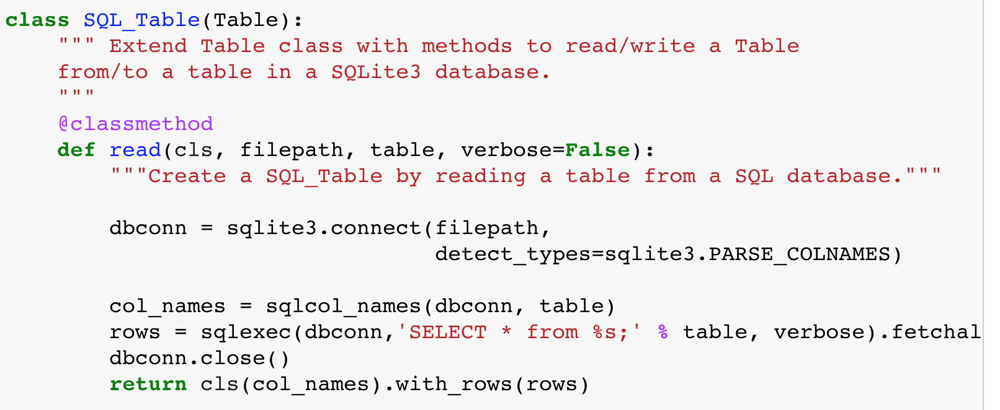 class SQL_Table(Table):
    """ Extend Table class with methods to read/write a Table
    from/to a table in a SQLite3 database.
    """
    @classmethod
    def read(cls, filepath, table, verbose=False):
        """Create a SQL_Table by reading a table from a SQL database."""

        dbconn = sqlite3.connect(filepath,
                                 detect_types=sqlite3.PARSE_COLNAMES)

        col_names = sqlcol_names(dbconn, table)
        rows = sqlexec(dbconn,'SELECT * from %s;' % table, verbose).fetchal
        dbconn.close()
        return cls(col_names).with_rows(rows)